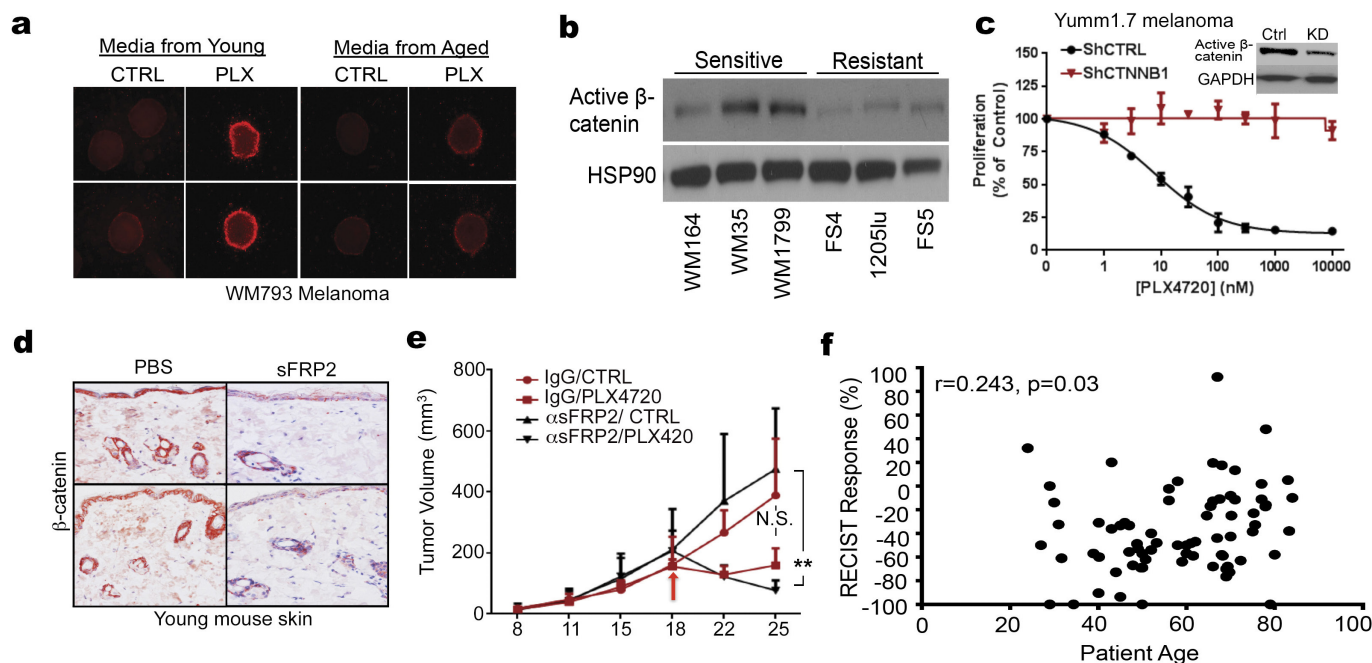 a
Media from Young
Media from Aged
CTRL
PLX
CTRL
PLX
WM793 Melanoma
b
Sensitive
Resistant
Active β-
catenin
HSP90
WM164
WM35
WM1799
FS4
1205lu
FS5
c
Yumm1.7 melanoma
ShCTRL
ShCTNNB1
Ctrl
KD
Active β-
catenin
GAPDH
Proliferation
(% of Control)
150
125
100
75
50
25
0
0
1
10
100
1000
10000
[PLX4720] (nM)
d
PBS
sFRP2
β-catenin
Young mouse skin
e
IgG/CTRL
IgG/PLX4720
αsFRP2/ CTRL
αsFRP2/PLX420
Tumor Volume (mm³)
800
600
400
200
0
N.S.
**
8
11
15
18
22
25
f
r=0.243, p=0.03
RECIST Response (%)
100
80
60
40
20
0
-20
-40
-60
-80
-100
0
20
40
60
80
100
Patient Age